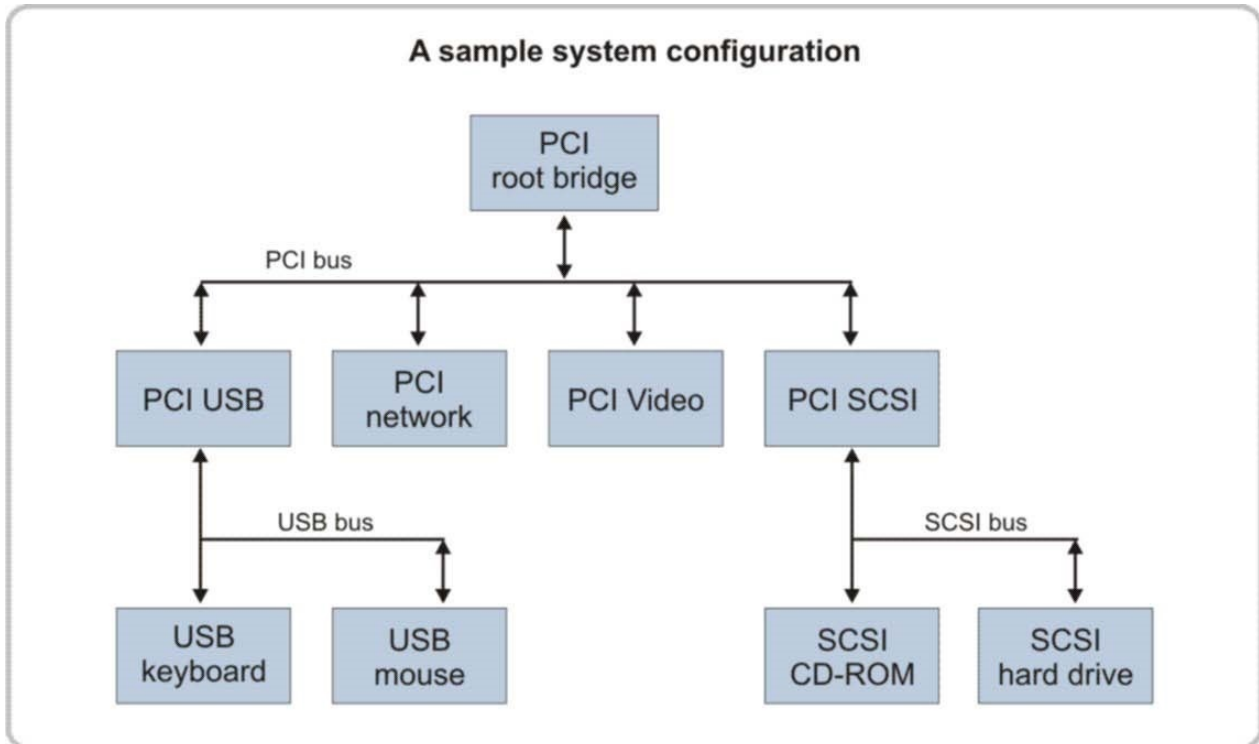 A sample system configuration
PCI
root bridge
PCI bus
PCI USB
PCI
network
PCI Video
PCI SCSI
USB bus
SCSI bus
USB
keyboard
USB
mouse
SCSI
CD-ROM
SCSI
hard drive